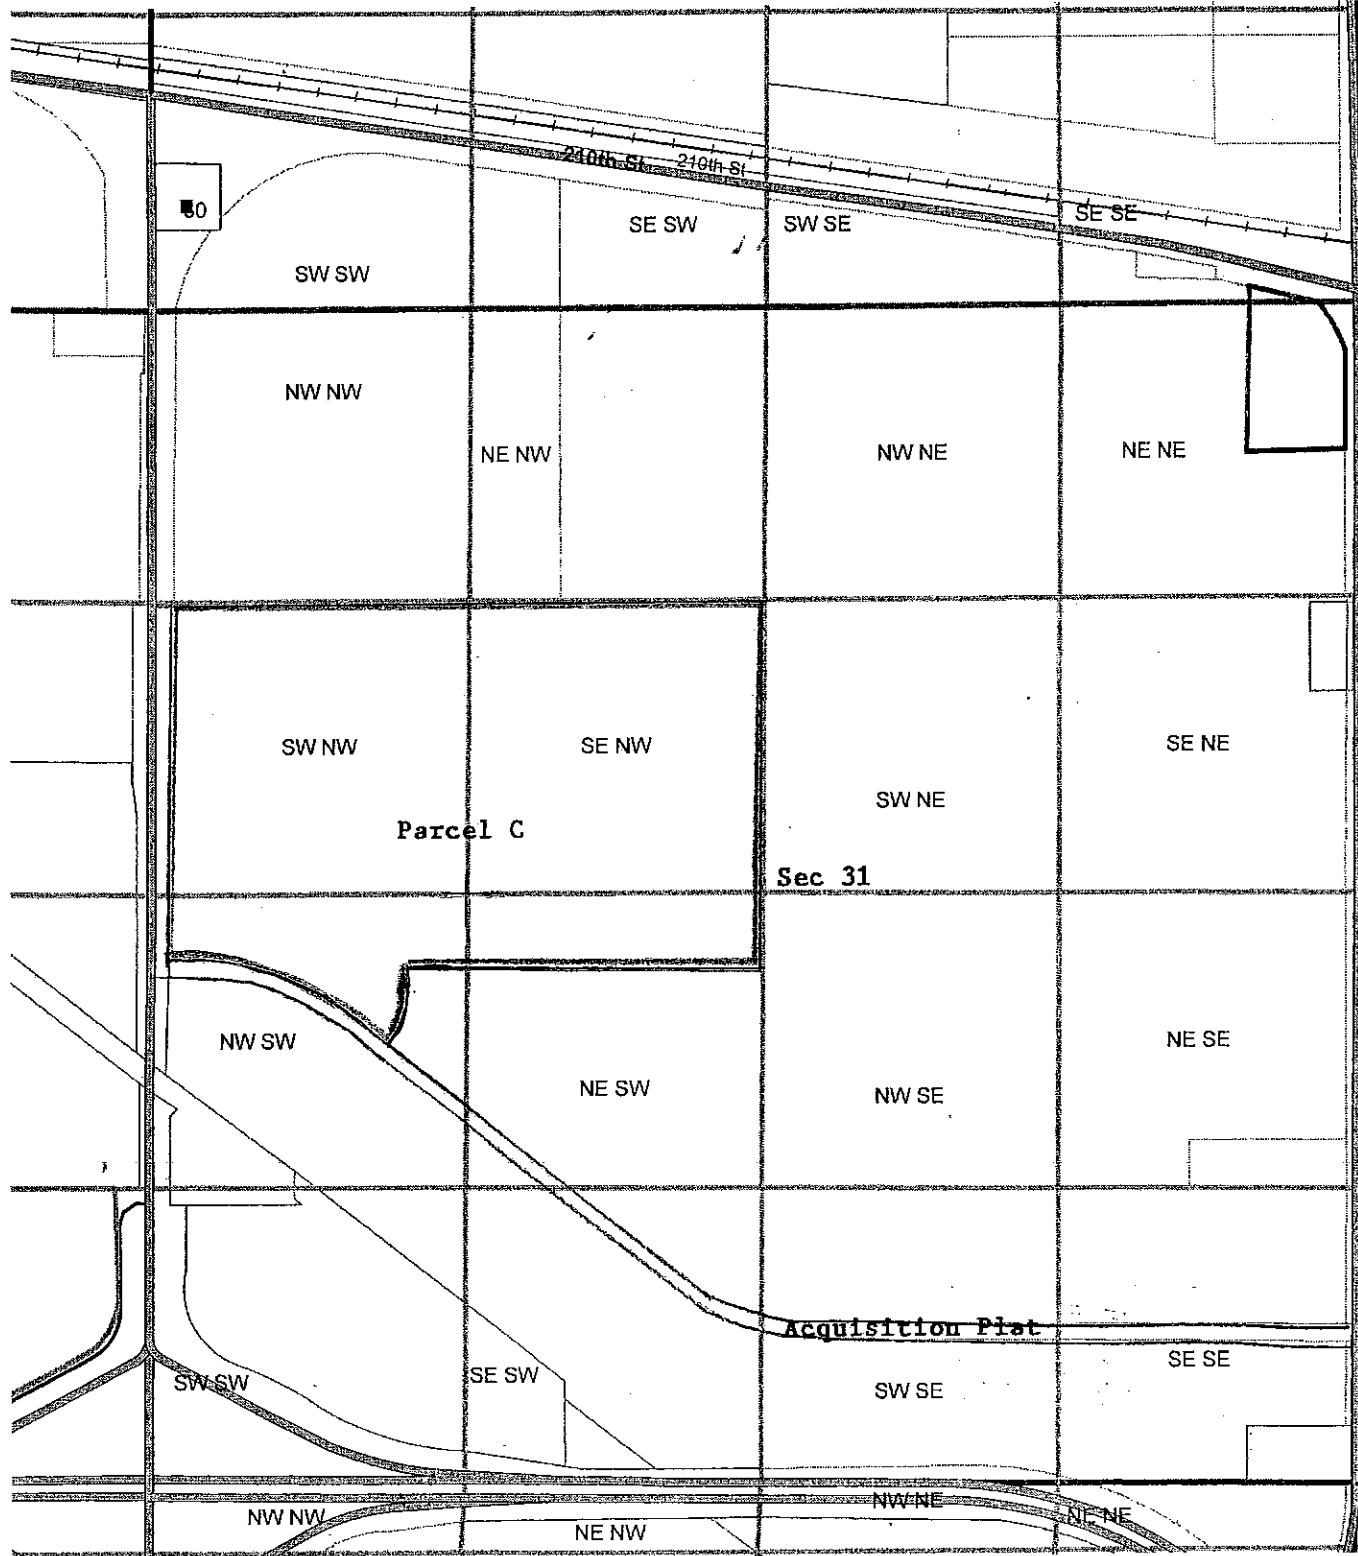 210th St 210th St
30
SE SW
SW SE
SE SE
SW SW
NW NW
NE NW
NW NE
NE NE
SW NW
SE NW
SE NE
SW NE
Parcel C
Sec 31
NW SW
NE SW
NW SE
NE SE
Acquisition Plat
SW SW
SE SW
SW SE
SE SE
NW NW
NE NW
NW NE
NE NE